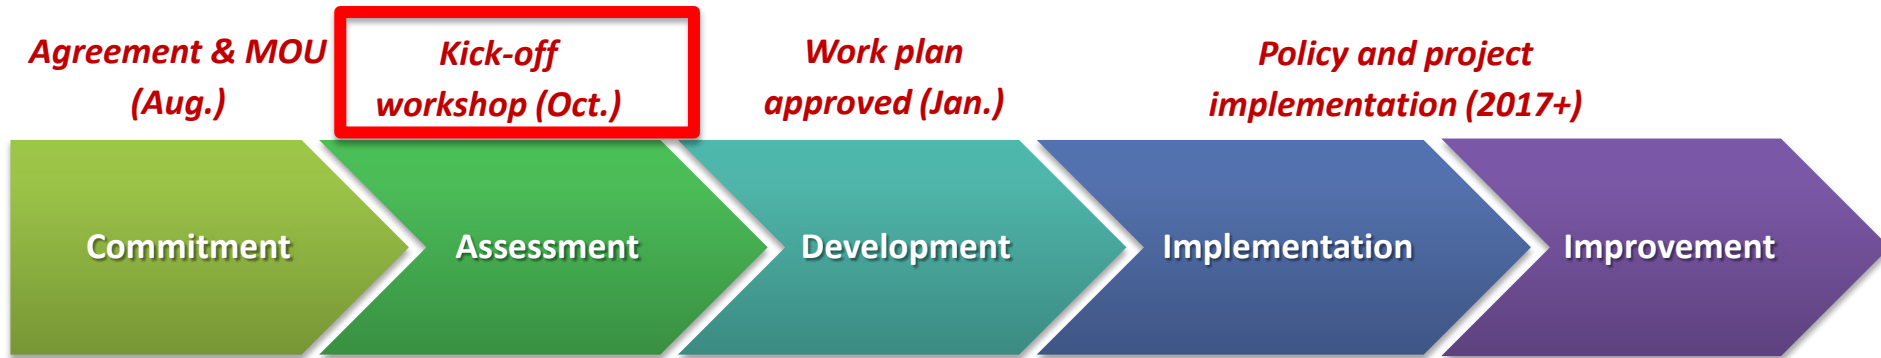 Agreement & MOU
(Aug.)
Kick-off
workshop (Oct.)
Work plan
approved (Jan.)
Policy and project
implementation (2017+)
Commitment
Assessment
Development
Implementation
Improvement